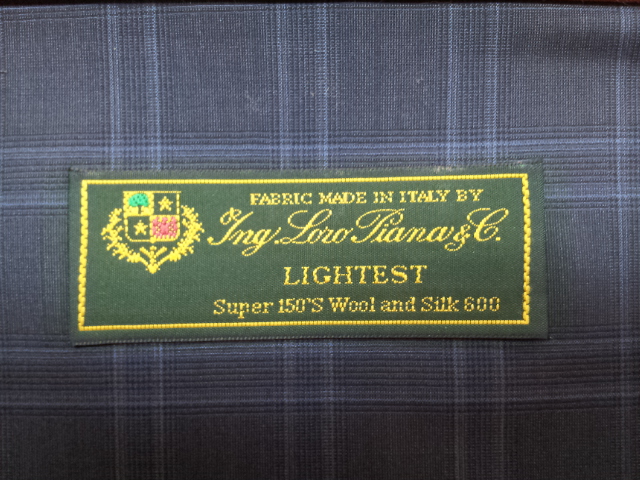 FABRIC MADE IN ITALY BY
Ing. Loro Piana & C.
LIGHTEST
Super 150'S Wool and Silk 600